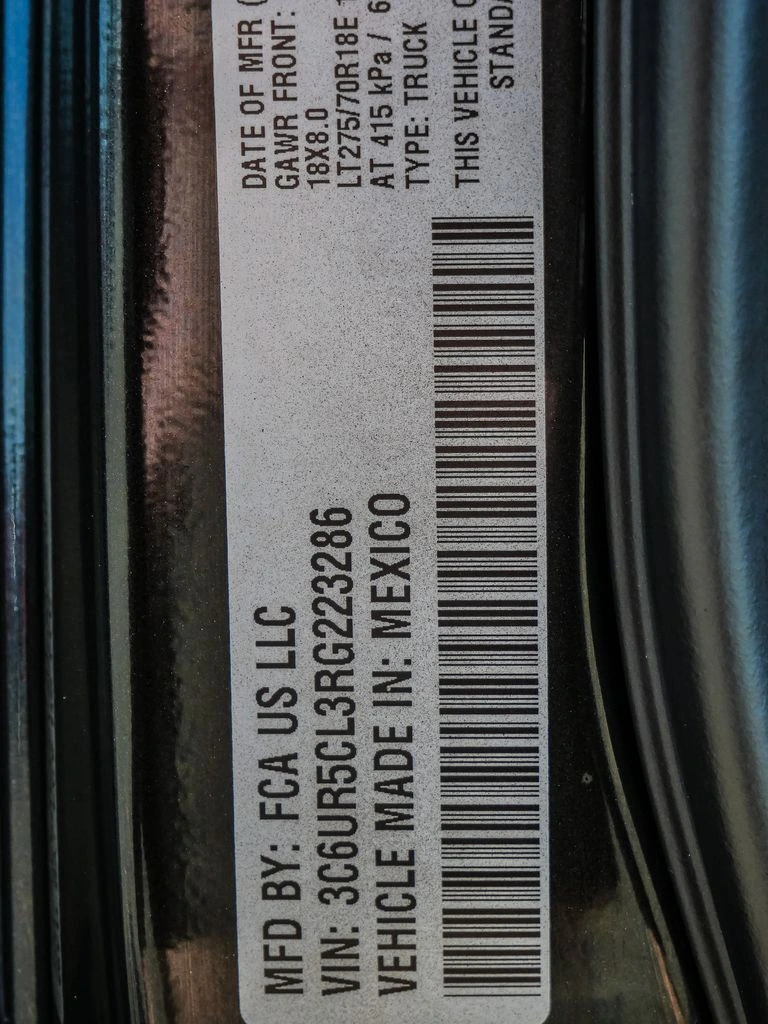 MFD BY: FCA US LLC
VIN: 3C6UR5CL3RG223286
VEHICLE MADE IN: MEXICO
DATE OF MFR (
GAWR FRONT:
18X8.0
LT275/70R18E
AT 415 kPa / 6
TYPE: TRUCK
THIS VEHICLE C
STANDA